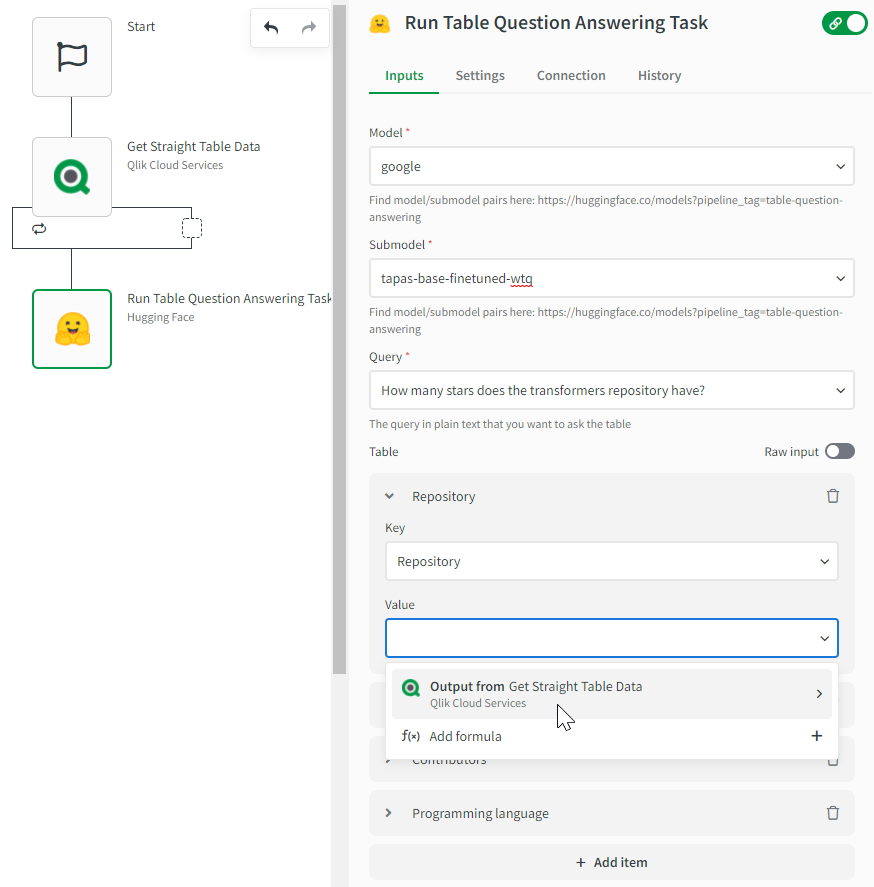 Start
Get Straight Table Data
Qlik Cloud Services
Run Table Question Answering Task
Hugging Face
Run Table Question Answering Task
Inputs
Settings
Connection
History
Model *
google
Find model/submodel pairs here: https://huggingface.co/models?pipeline_tag=table-question-
answering
Submodel *
tapas-base-finetuned-wtq
Find model/submodel pairs here: https://huggingface.co/models?pipeline_tag=table-question-
answering
Query *
How many stars does the transformers repository have?
The query in plain text that you want to ask the table
Table
Raw input
Repository
Key
Repository
Value
Output from Get Straight Table Data
Qlik Cloud Services
f(x) Add formula +
Contributors
Programming language
+ Add item